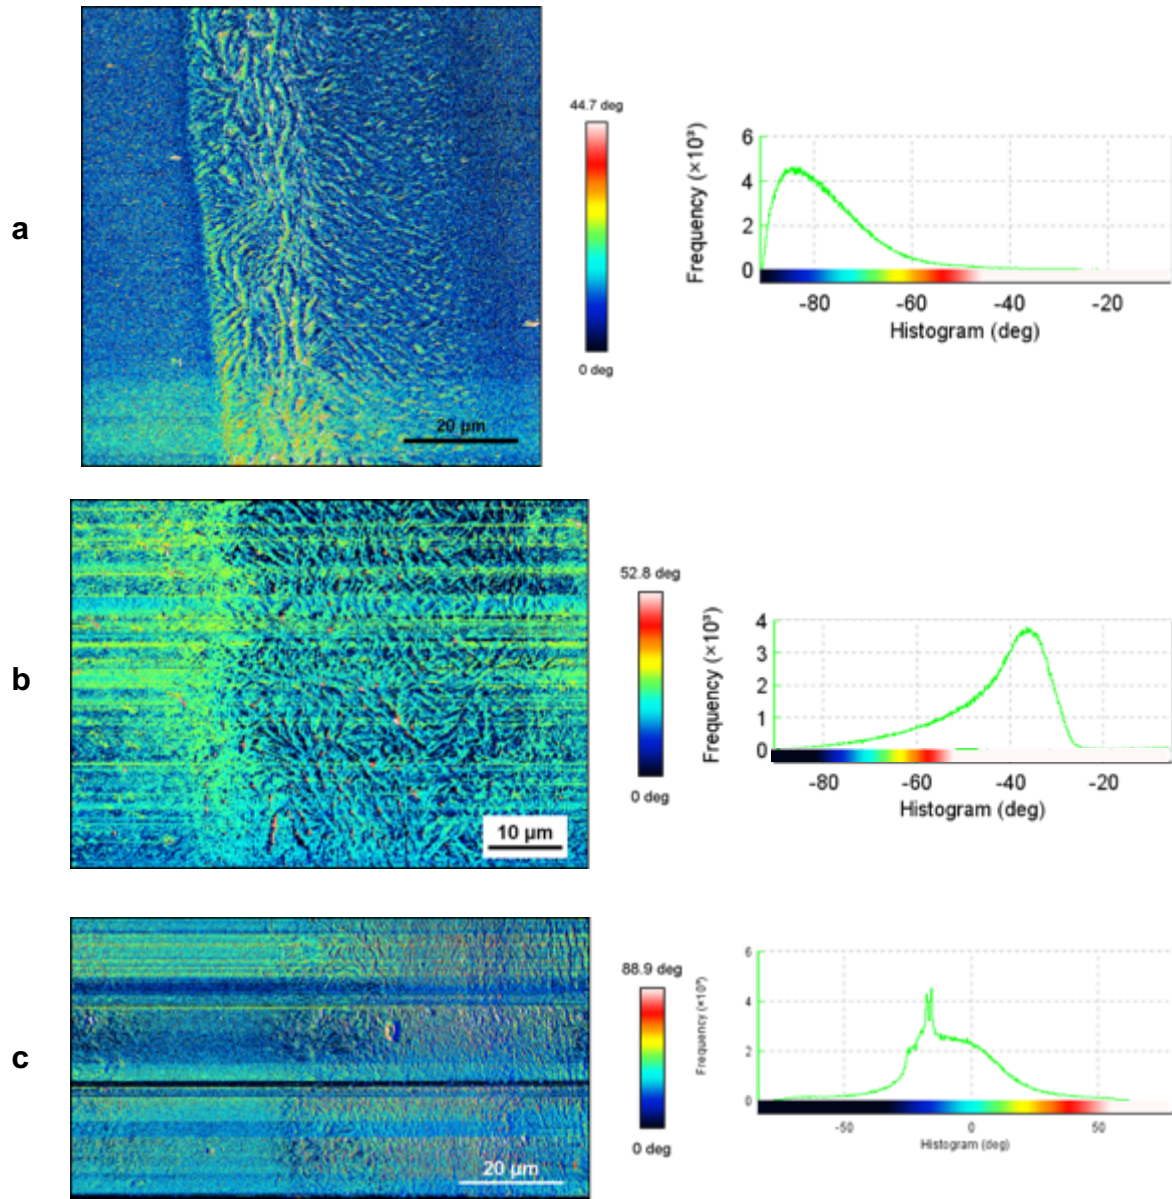 a
20 µm
44.7 deg
0 deg
Frequency (×10³)
6
4
2
0
-80
-60
-40
-20
Histogram (deg)
b
10 µm
52.8 deg
0 deg
Frequency (×10³)
4
3
2
1
0
-80
-60
-40
-20
Histogram (deg)
c
20 µm
88.9 deg
0 deg
Frequency (×10³)
6
4
2
0
-50
0
50
Histogram (deg)